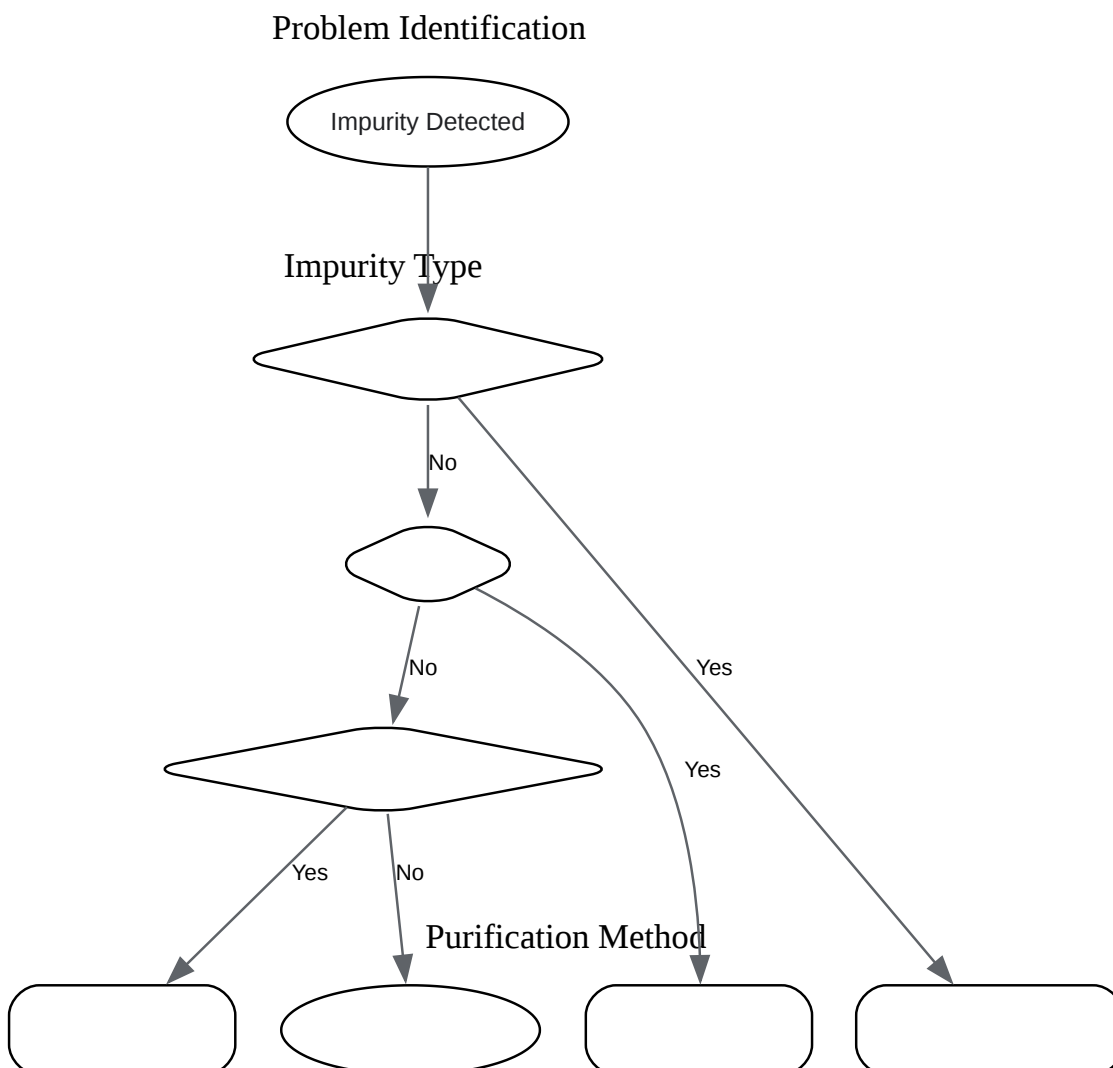 Problem Identification
Impurity Detected
Impurity Type
No
No
Yes
Yes
Yes
No
Purification Method